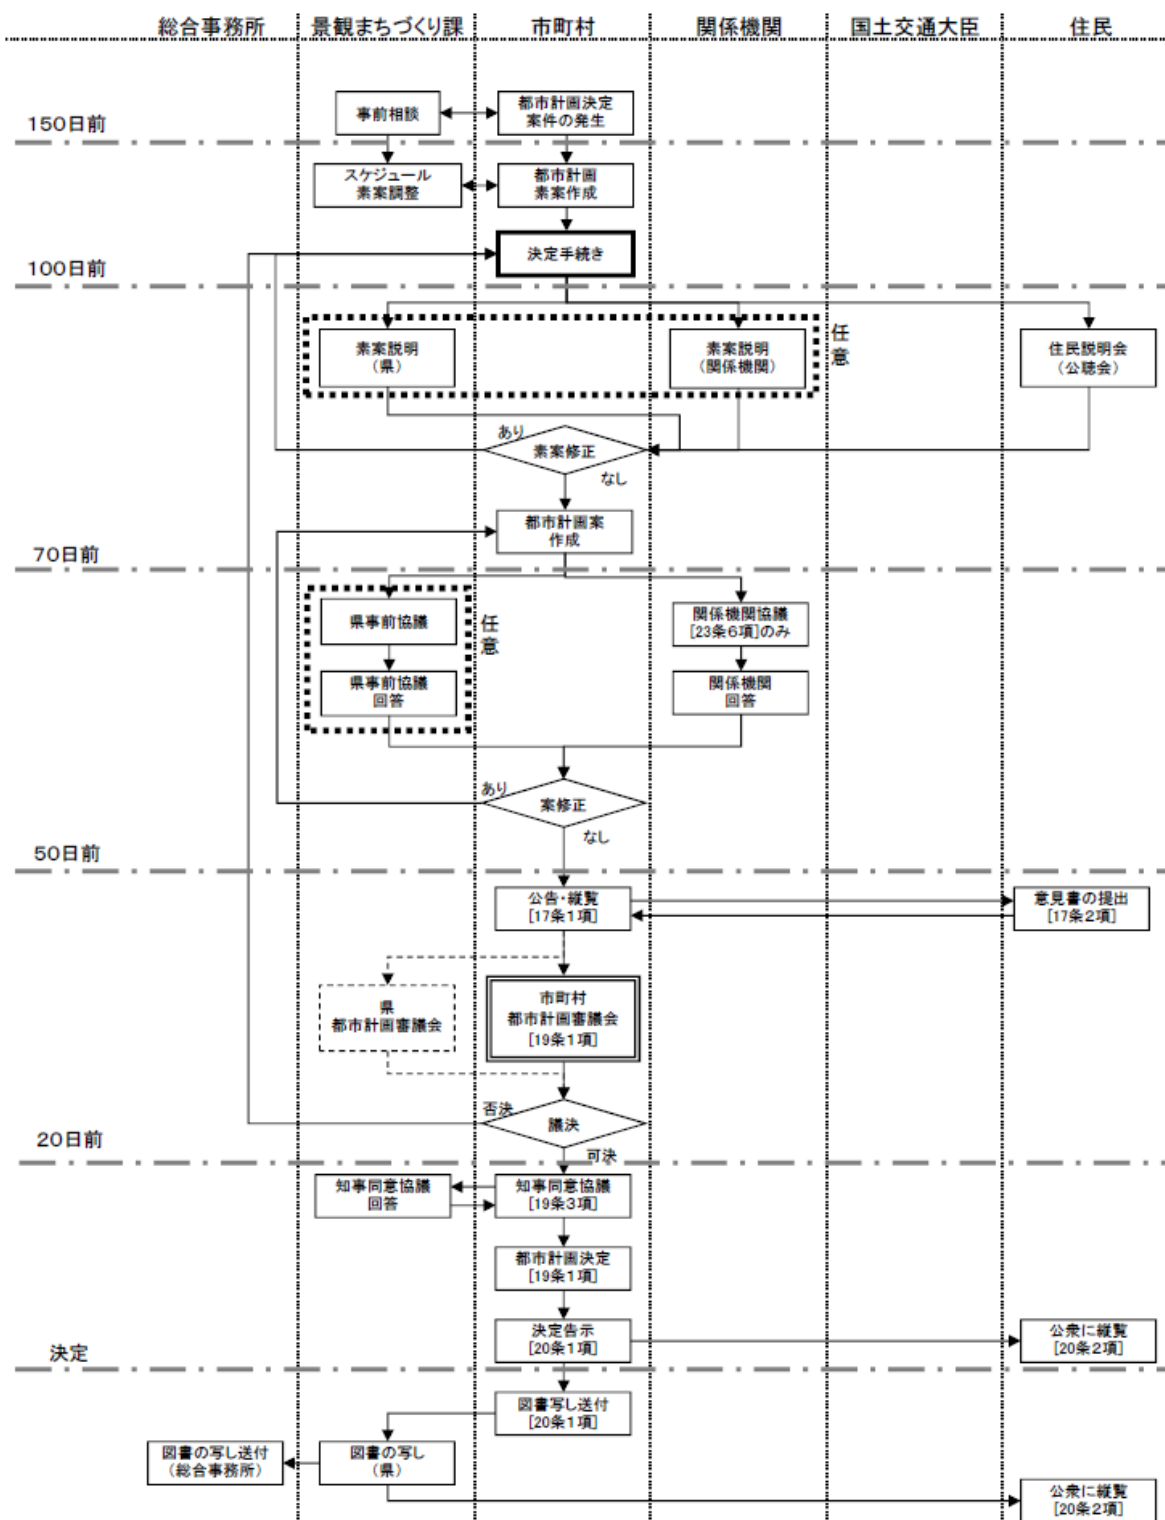 総合事務所 景観まちづくり課 市町村 関係機関 国土交通大臣 住民
事前相談
都市計画決定
案件の発生
150日前
スケジュール
素案調整
都市計画
素案作成
決定手続き
100日前
素案説明
（県）
素案説明
（関係機関）
任
意
住民説明会
（公聴会）
あり
素案修正
なし
都市計画案
作成
70日前
県事前協議
任
意
関係機関協議
[23条6項]のみ
県事前協議
回答
関係機関
回答
あり
案修正
なし
50日前
公告・縦覧
[17条1項]
意見書の提出
[17条2項]
県
都市計画審議会
市町村
都市計画審議会
[19条1項]
否決
議決
20日前
可決
知事同意協議
回答
知事同意協議
[19条3項]
都市計画決定
[19条1項]
決定告示
[20条1項]
公衆に縦覧
[20条2項]
決定
図書写し送付
[20条1項]
図書の写し送付
（総合事務所）
図書の写し
（県）
公衆に縦覧
[20条2項]